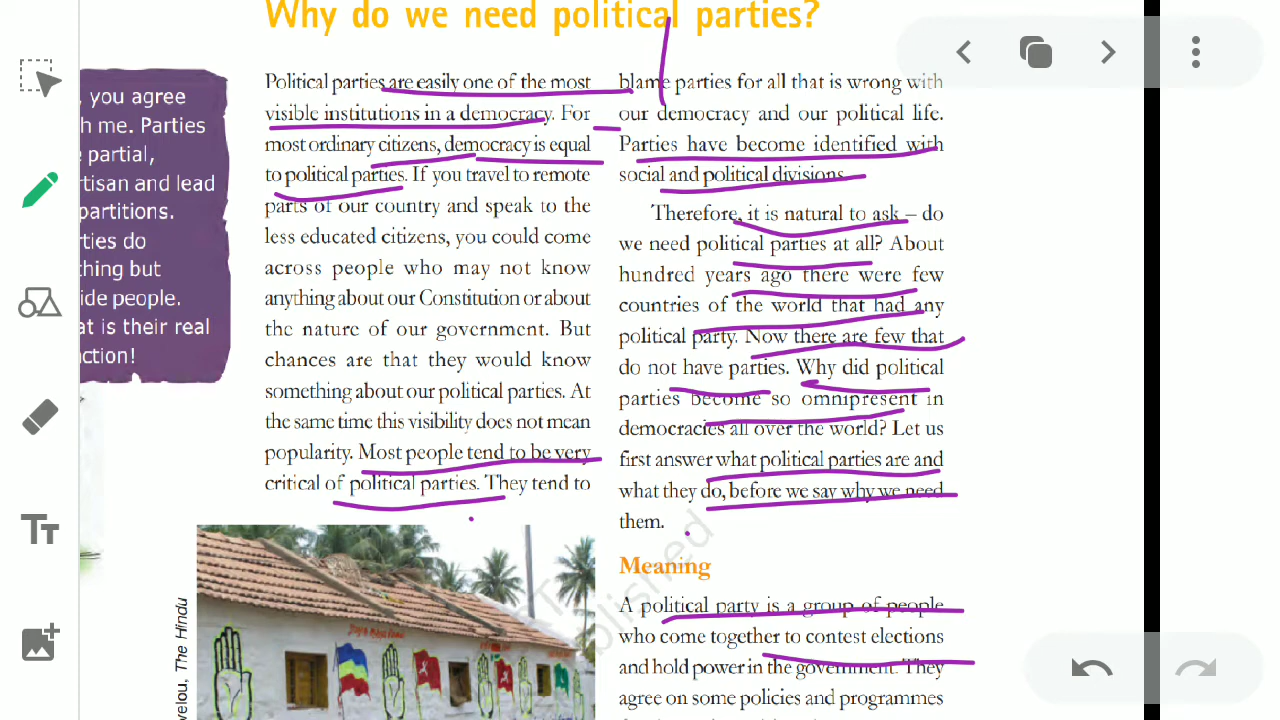 Why do we need political parties?
, you agree
h me. Parties
partial,
rtisan and lead
partitions.
ties do
thing but
ide people.
at is their real
ction!
Political parties are easily one of the most
visible institutions in a democracy. For
most ordinary citizens, democracy is equal
to political parties. If you travel to remote
parts of our country and speak to the
less educated citizens, you could come
across people who may not know
anything about our Constitution or about
the nature of our government. But
chances are that they would know
something about our political parties. At
the same time this visibility does not mean
popularity. Most people tend to be very
critical of political parties. They tend to
blame parties for all that is wrong with
our democracy and our political life.
Parties have become identified with
social and political divisions.
Therefore, it is natural to ask – do
we need political parties at all? About
hundred years ago there were few
countries of the world that had any
political party. Now there are few that
do not have parties. Why did political
parties become so omnipresent in
democracies all over the world? Let us
first answer what political parties are and
what they do, before we say why we need
them.
Meaning
A political party is a group of people
who come together to contest elections
and hold power in the government. They
agree on some policies and programmes
velou, The Hindu
blished
TT